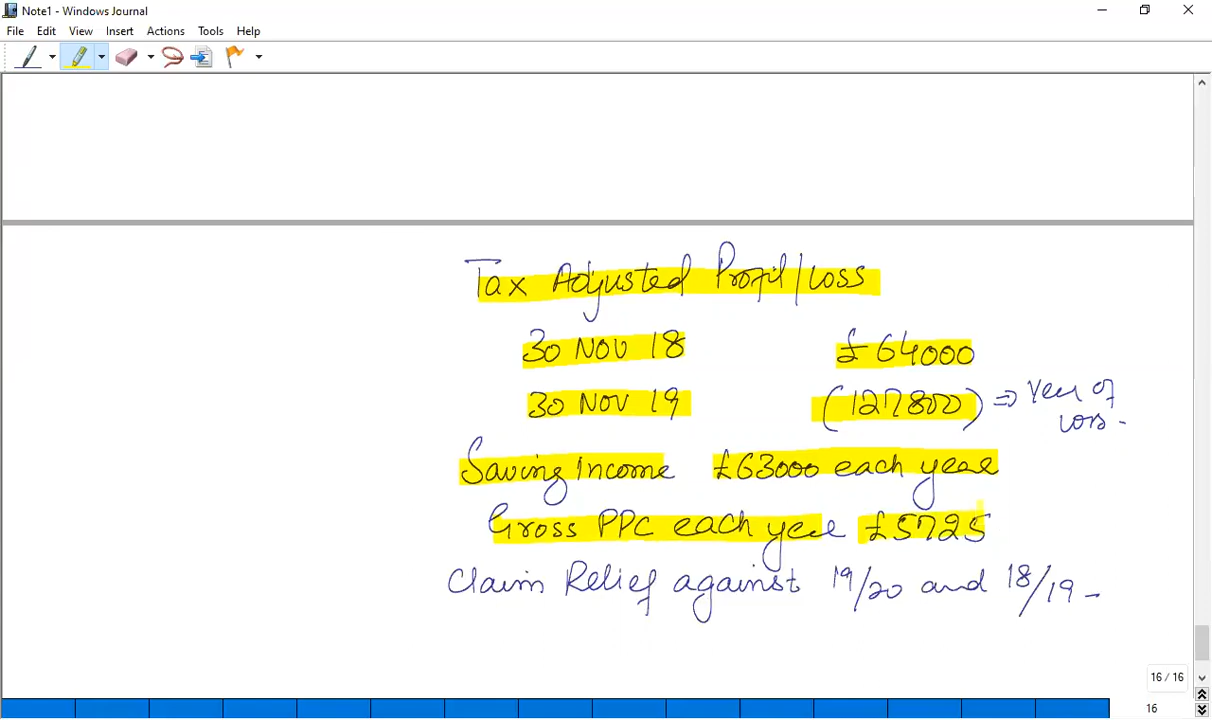 Note1 - Windows Journal
File Edit View Insert Actions Tools Help
Tax Adjusted Profit/Loss
30 NOV 18 £64000
30 NOV 19 (127800) ⇒ Year of
Loss -
Saving Income £63000 each year
Gross PPC each year £5725
Claim Relief against 19/20 and 18/19 -
16 / 16
16